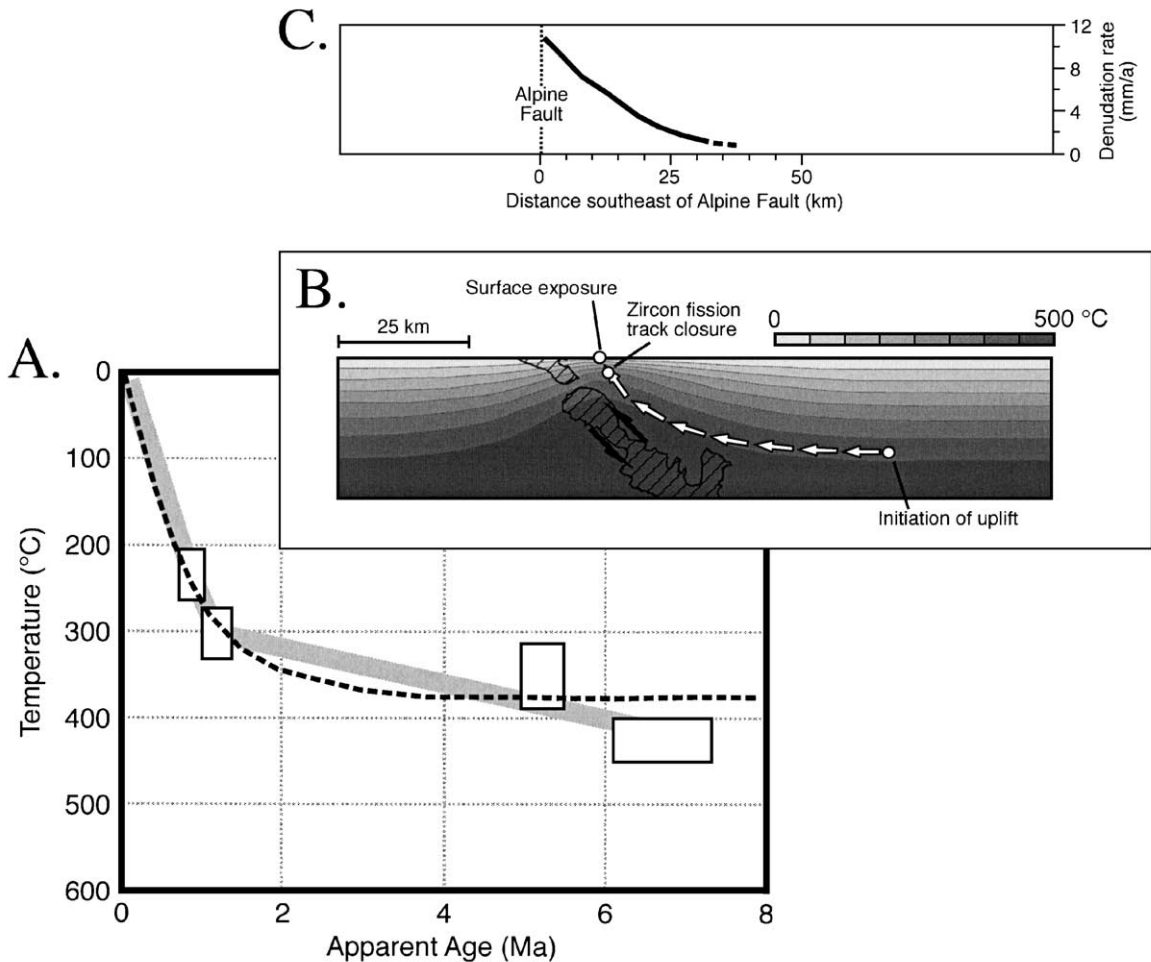 C.
Alpine
Fault
12
8
4
0
Denudation rate
(mm/a)
0
25
50
Distance southeast of Alpine Fault (km)
B.
Surface exposure
Zircon fission
track closure
25 km
0
500 °C
Initiation of uplift
A.
0
100
200
300
400
500
600
Temperature (°C)
0
2
4
6
8
Apparent Age (Ma)